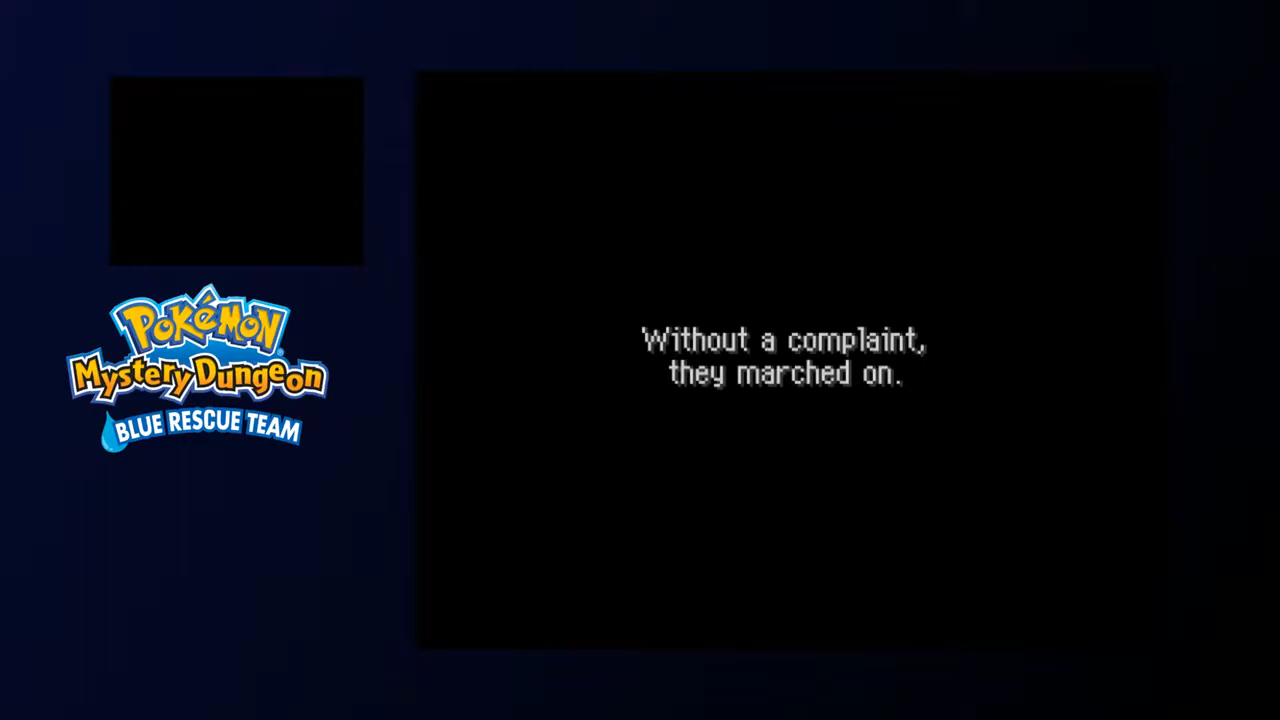 POKéMON
Mystery Dungeon
BLUE RESCUE TEAM
Without a complaint,
they marched on.